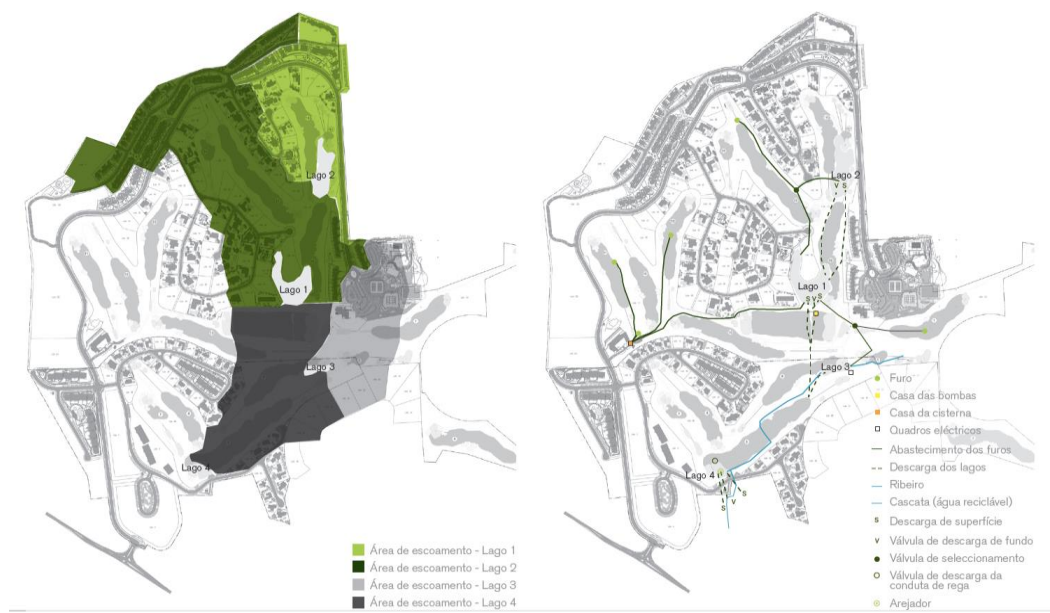 Lago 2
Lago 1
Lago 3
Lago 4
Área de escoamento - Lago 1
Área de escoamento - Lago 2
Área de escoamento - Lago 3
Área de escoamento - Lago 4
Lago 2
V S
Lago 1
S V S
Lago 3
Lago 4
S
V
S
Furo
Casa das bombas
Casa da cisterna
Quadros eléctricos
Abastecimento dos furos
Descarga dos lagos
Ribeiro
Cascata (água reciclável)
S Descarga de superfície
V Válvula de descarga de fundo
Válvula de seleccionamento
Válvula de descarga da
conduta de rega
Arejador